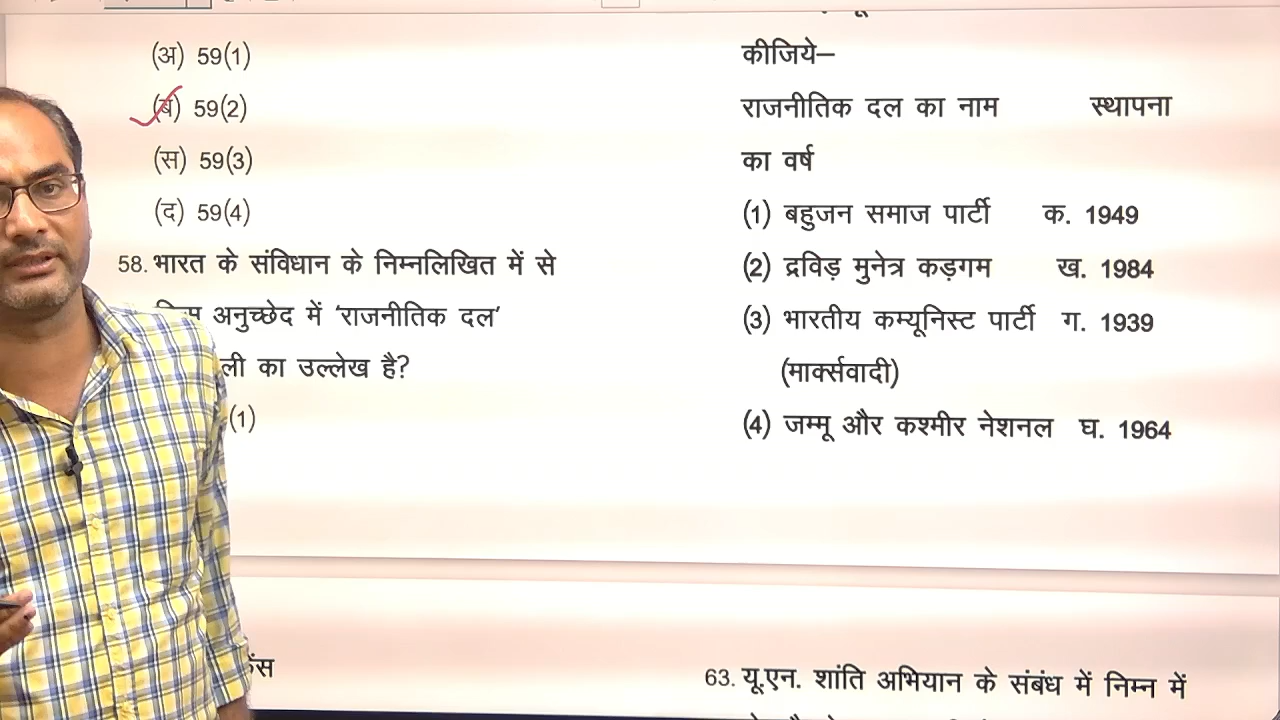 (अ) 59(1)
(ब) 59(2)
(स) 59(3)
(द) 59(4)
58. भारत के संविधान के निम्नलिखित में से
अनुच्छेद में ‘राजनीतिक दल’
ली का उल्लेख है?
(1)
कीजिये–
राजनीतिक दल का नाम स्थापना
का वर्ष
(1) बहुजन समाज पार्टी क. 1949
(2) द्रविड़ मुनेत्र कड़गम ख. 1984
(3) भारतीय कम्यूनिस्ट पार्टी ग. 1939
(मार्क्सवादी)
(4) जम्मू और कश्मीर नेशनल घ. 1964
63. यू.एन. शांति अभियान के संबंध में निम्न में